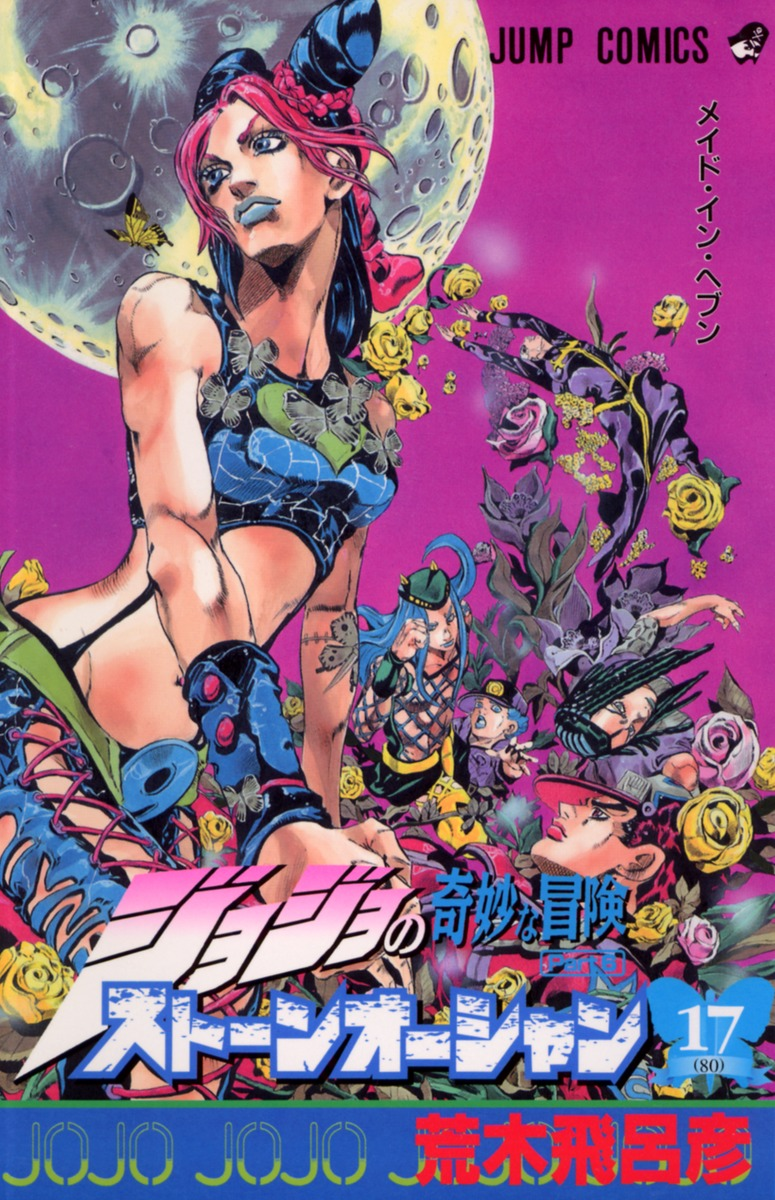 JUMP COMICS
メイド・イン・ヘブン
ジョジョの奇妙な冒険
Part 6
ストーンオーシャン
17
(80)
JOJO JOJO J
荒木飛呂彦